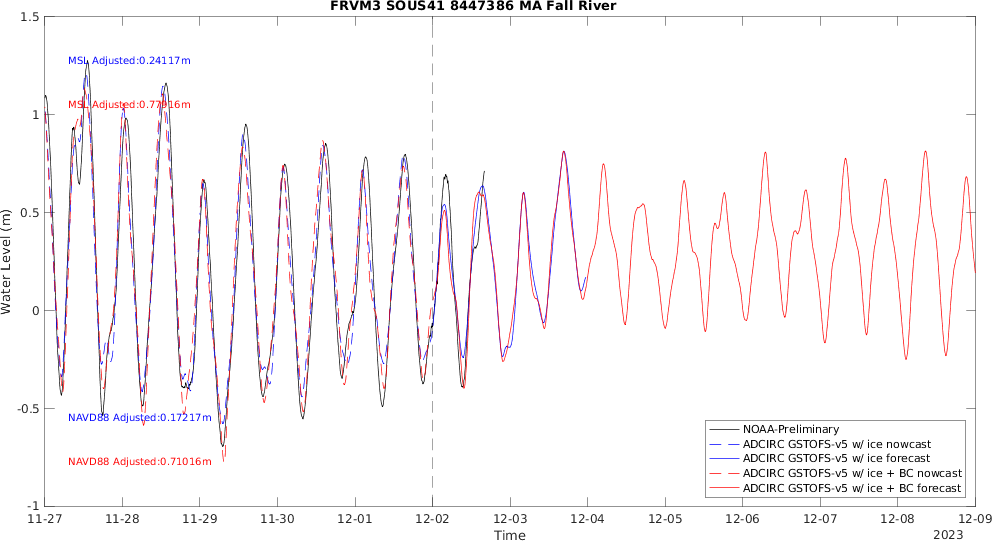 FRVM3 SOUS41 8447386 MA Fall River
1.5
1
0.5
0
-0.5
-1
Water Level (m)
MSL Adjusted:0.24117m
MSL Adjusted:0.77916m
NAVD88 Adjusted:0.17217m
NAVD88 Adjusted:0.71016m
NOAA-Preliminary
ADCIRC GSTOFS-v5 w/ ice nowcast
ADCIRC GSTOFS-v5 w/ ice forecast
ADCIRC GSTOFS-v5 w/ ice + BC nowcast
ADCIRC GSTOFS-v5 w/ ice + BC forecast
11-27 11-28 11-29 11-30 12-01 12-02 12-03 12-04 12-05 12-06 12-07 12-08 12-09
Time
2023